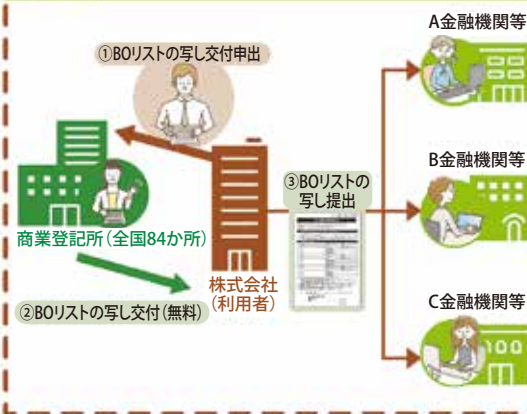 A金融機関等
①BOリストの写し交付申出
B金融機関等
③BOリストの
写し提出
商業登記所(全国84か所)
株式会社
(利用者)
②BOリストの写し交付(無料)
C金融機関等